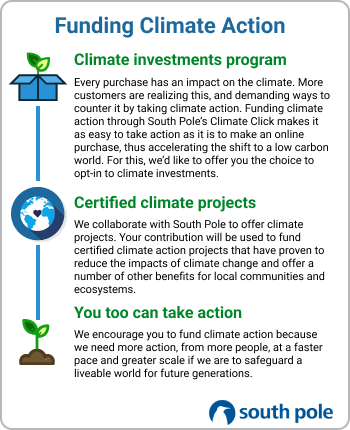 Funding Climate Action
Climate investments program
Every purchase has an impact on the climate. More
customers are realizing this, and demanding ways to
counter it by taking climate action. Funding climate
action through South Pole's Climate Click makes it
as easy to take action as it is to make an online
purchase, thus accelerating the shift to a low carbon
world. For this, we'd like to offer you the choice to
opt-in to climate investments.
Certified climate projects
We collaborate with South Pole to offer climate
projects. Your contribution will be used to fund
certified climate action projects that have proven to
reduce the impacts of climate change and offer a
number of other benefits for local communities and
ecosystems.
You too can take action
We encourage you to fund climate action because
we need more action, from more people, at a faster
pace and greater scale if we are to safeguard a
liveable world for future generations.
south pole